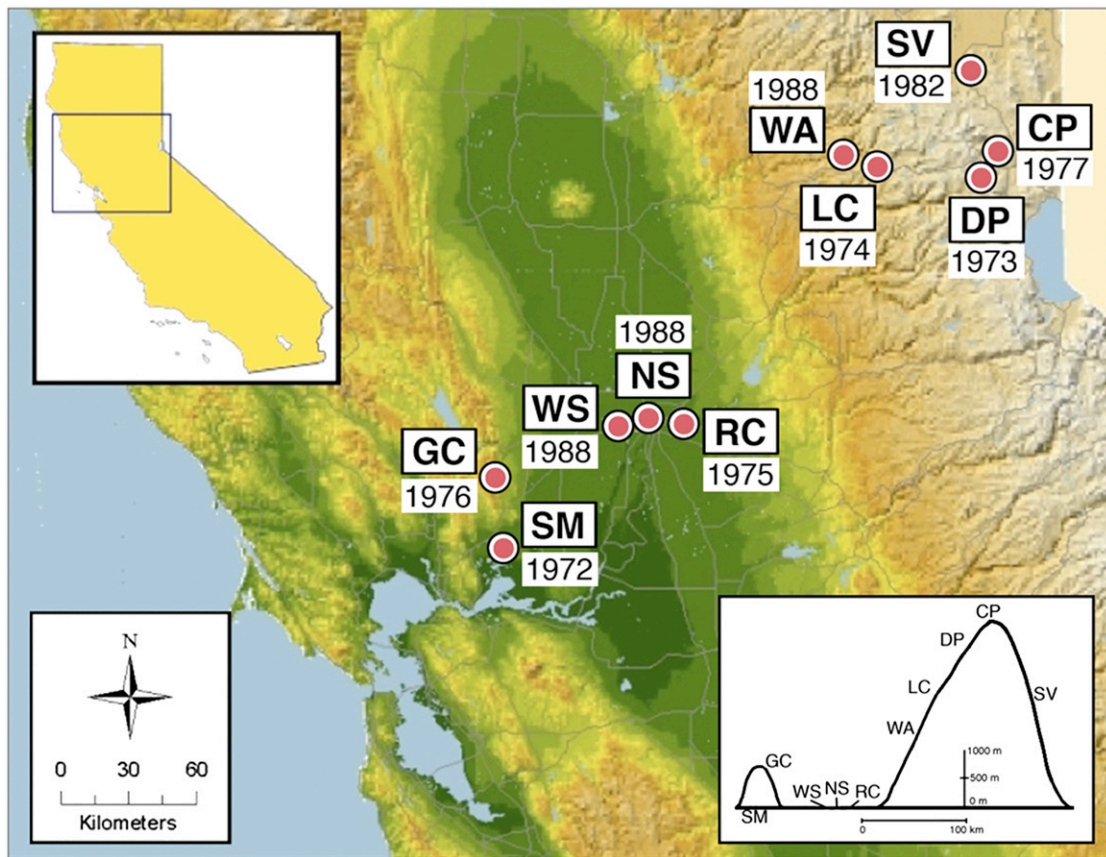 SV
1982
1988
WA
CP
1977
LC
1974
DP
1973
1988
NS
WS
1988
RC
1975
GC
1976
SM
1972
N
0 30 60
Kilometers
CP
DP
LC
SV
WA
1000 m
500 m
0 m
GC
WS NS RC
SM
0 100 km